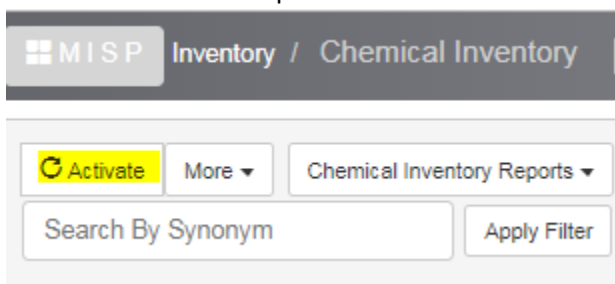 MISP Inventory / Chemical Inventory
Activate More Chemical Inventory Reports
Search By Synonym Apply Filter